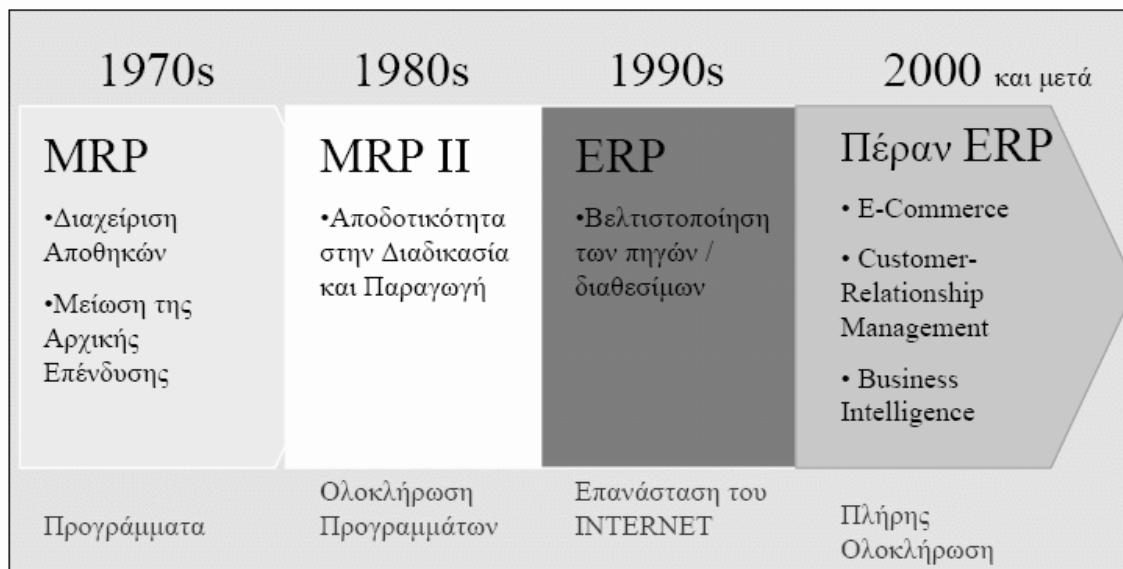 1970s
1980s
1990s
2000 και μετά
MRP
•Διαχείριση
Αποθηκών
•Μείωση της
Αρχικής
Επένδυσης
MRP II
•Αποδοτικότητα
στην Διαδικασία
και Παραγωγή
ERP
•Βελτιστοποίηση
των πηγών /
διαθεσίμων
Πέραν ERP
• E-Commerce
• Customer-
Relationship
Management
• Business
Intelligence
Προγράμματα
Ολοκλήρωση
Προγραμμάτων
Επανάσταση του
INTERNET
Πλήρης
Ολοκλήρωση